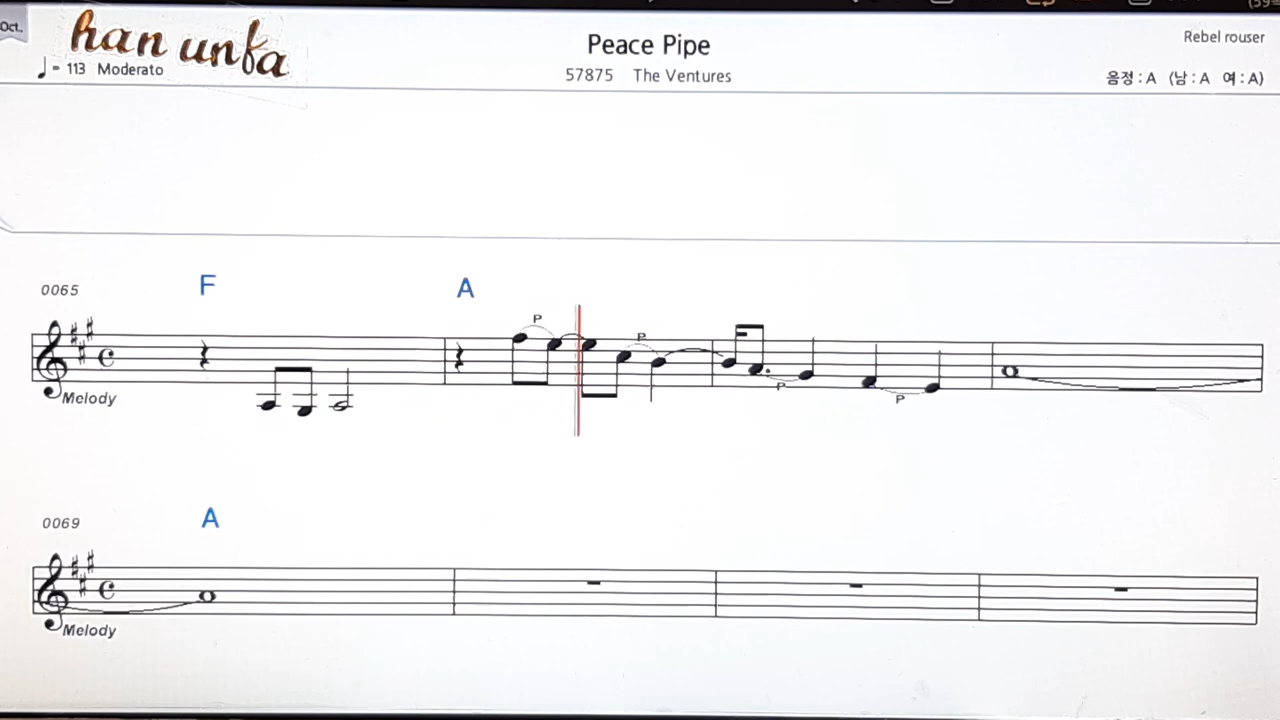 Oct.
han unfa
Peace Pipe
Rebel rouser
♩= 113 Moderato
57875 The Ventures
음정 : A (남 : A 여 : A)
0065
F
A
P
P
P
P
Melody
0069
A
Melody